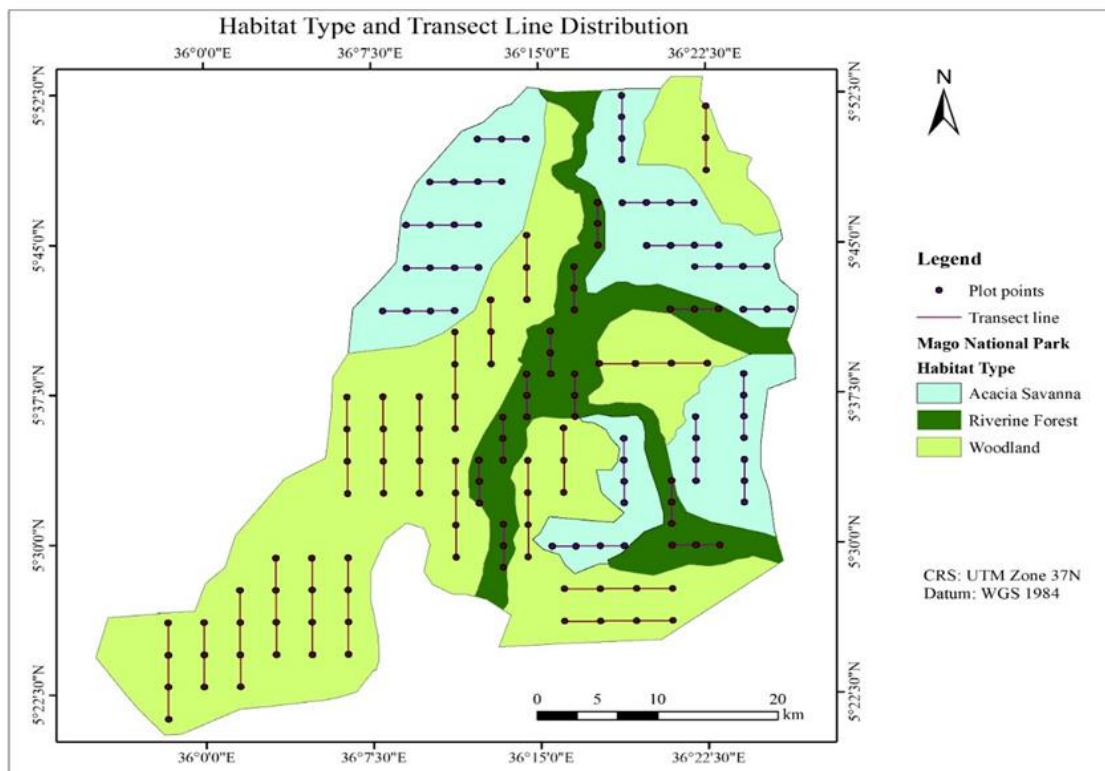 Habitat Type and Transect Line Distribution
36°0'0"E 36°7'30"E 36°15'0"E 36°22'30"E
5°52'30"N 5°52'30"N
N
5°45'0"N 5°45'0"N
Legend
Plot points
Transect line
Mago National Park
Habitat Type
Acacia Savanna
Riverine Forest
Woodland
5°37'30"N 5°37'30"N
5°30'0"N 5°30'0"N
CRS: UTM Zone 37N
Datum: WGS 1984
5°22'30"N 5°22'30"N
0 5 10 20
km
36°0'0"E 36°7'30"E 36°15'0"E 36°22'30"E